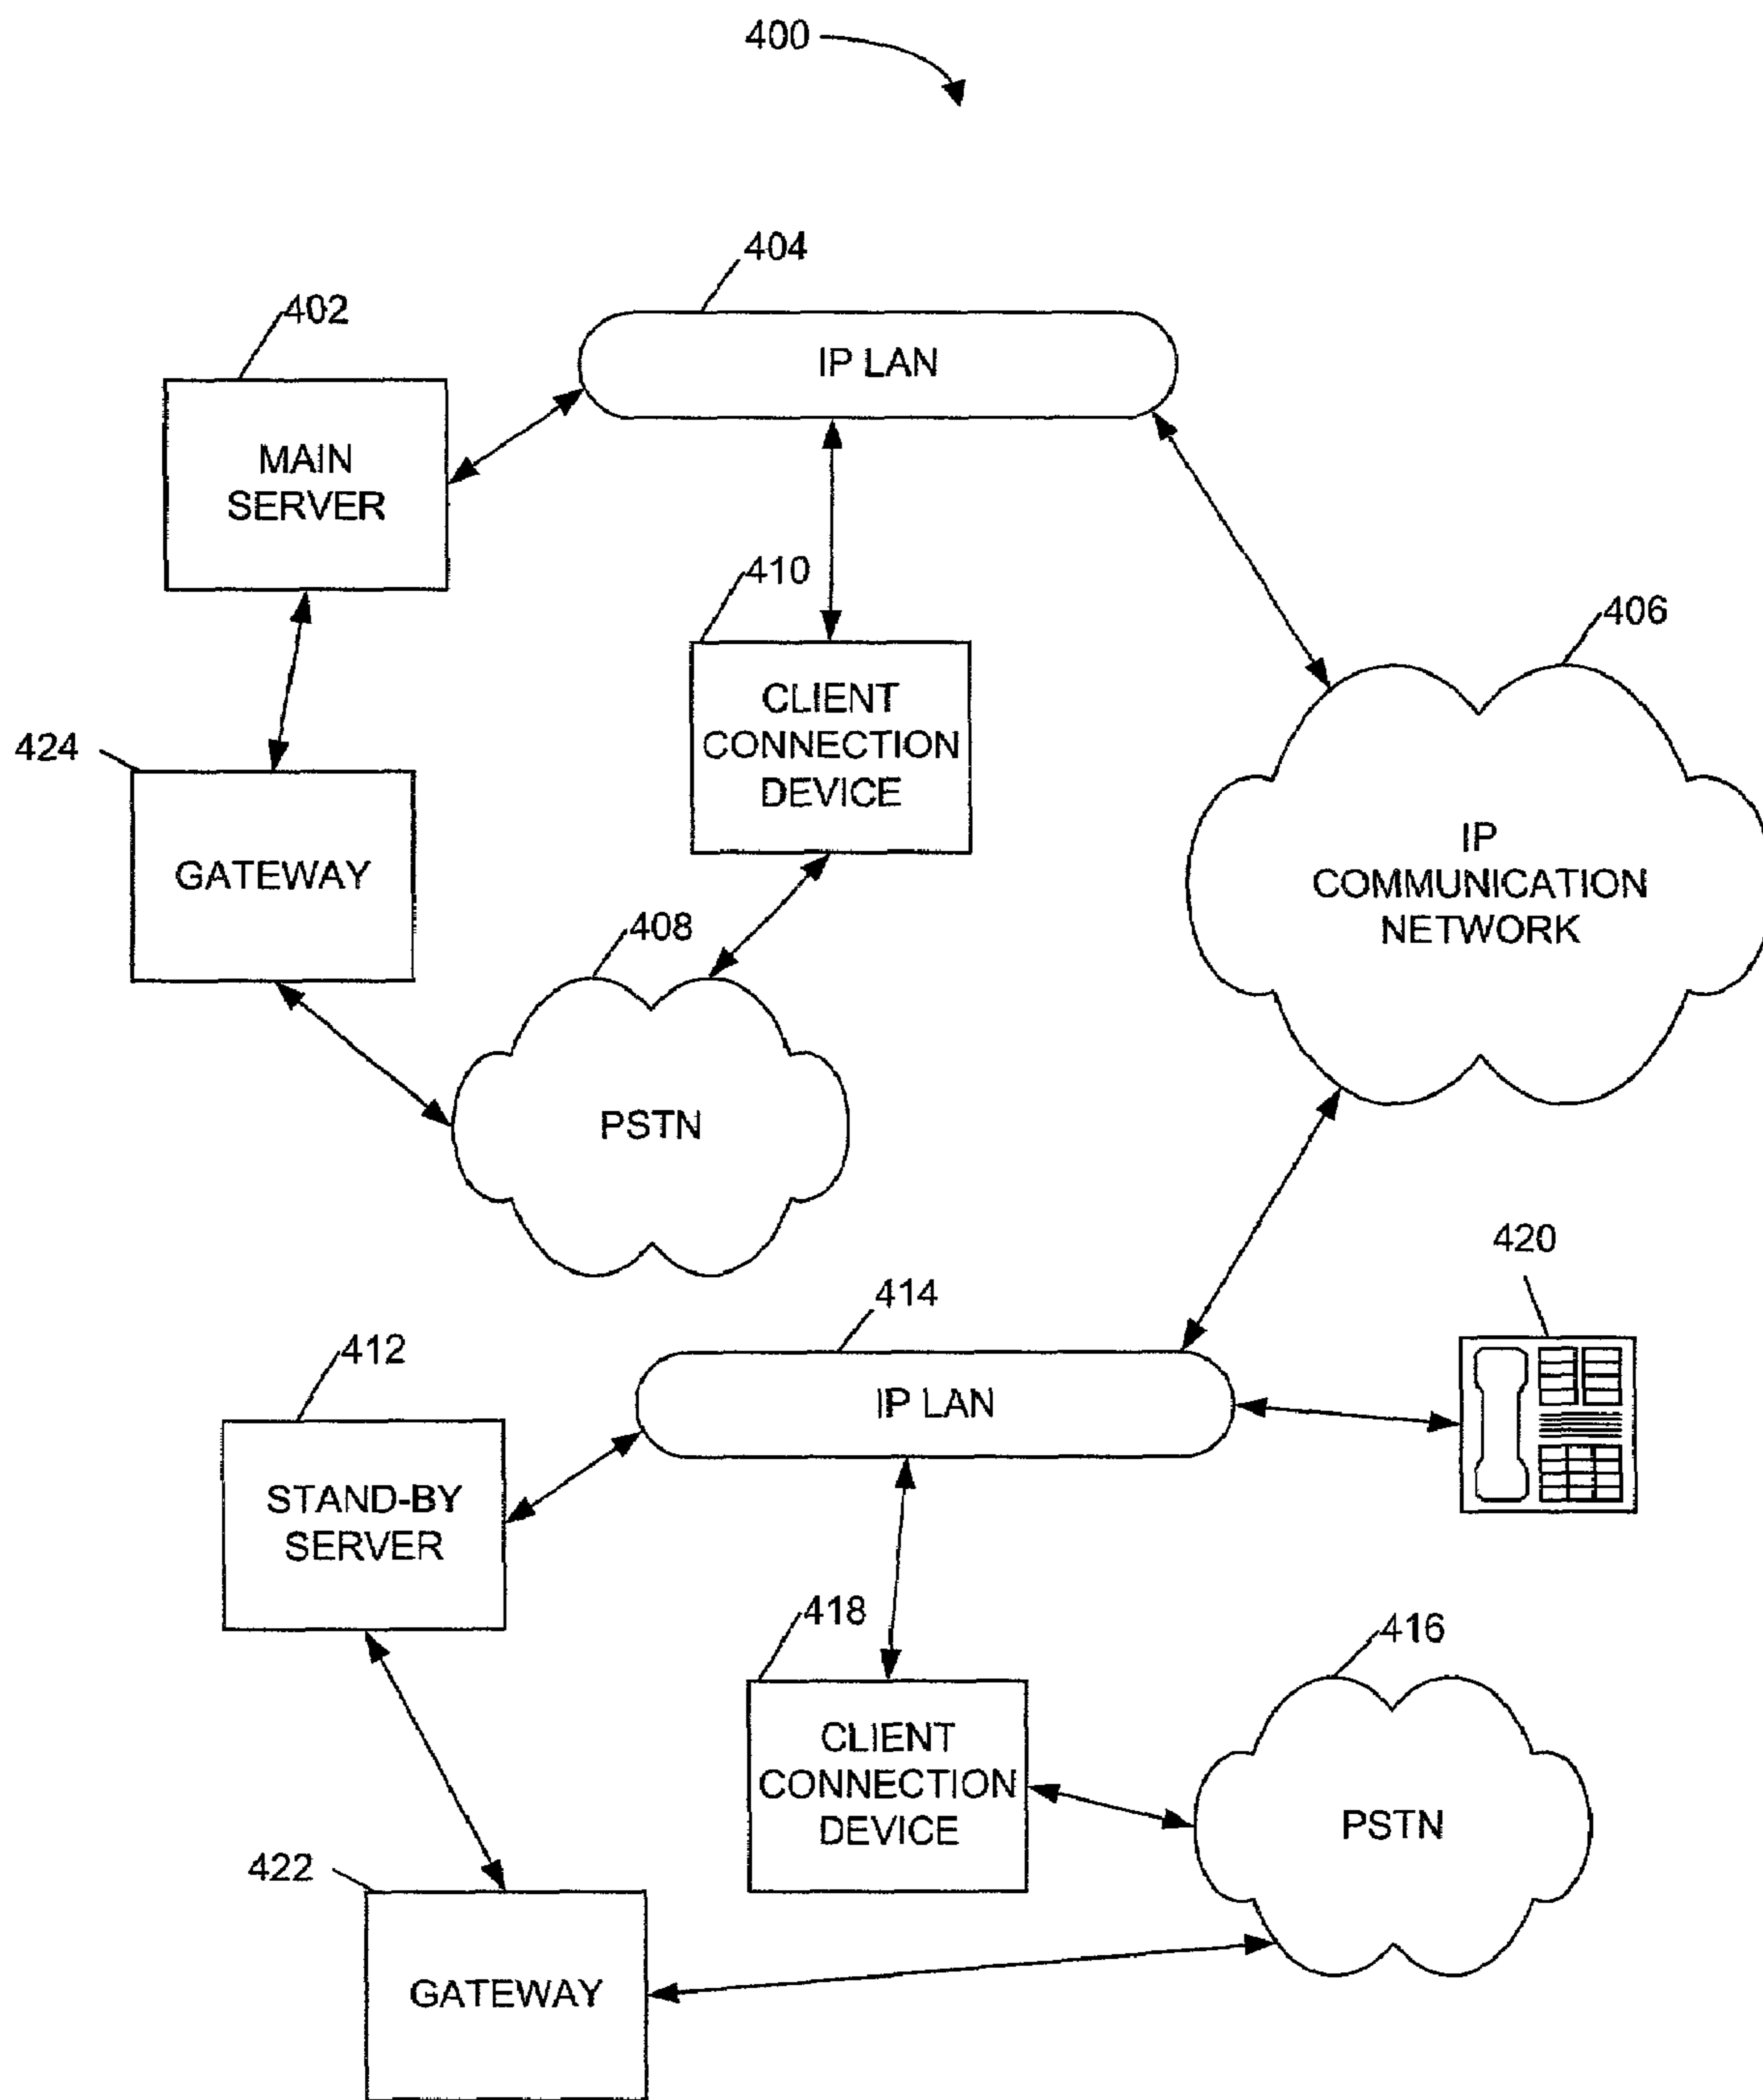 400
404
402
IP LAN
MAIN
SERVER
410
406
CLIENT
CONNECTION
DEVICE
424
GATEWAY
IP
COMMUNICATION
NETWORK
408
PSTN
420
414
412
IP LAN
STAND-BY
SERVER
418
416
CLIENT
CONNECTION
DEVICE
PSTN
422
GATEWAY